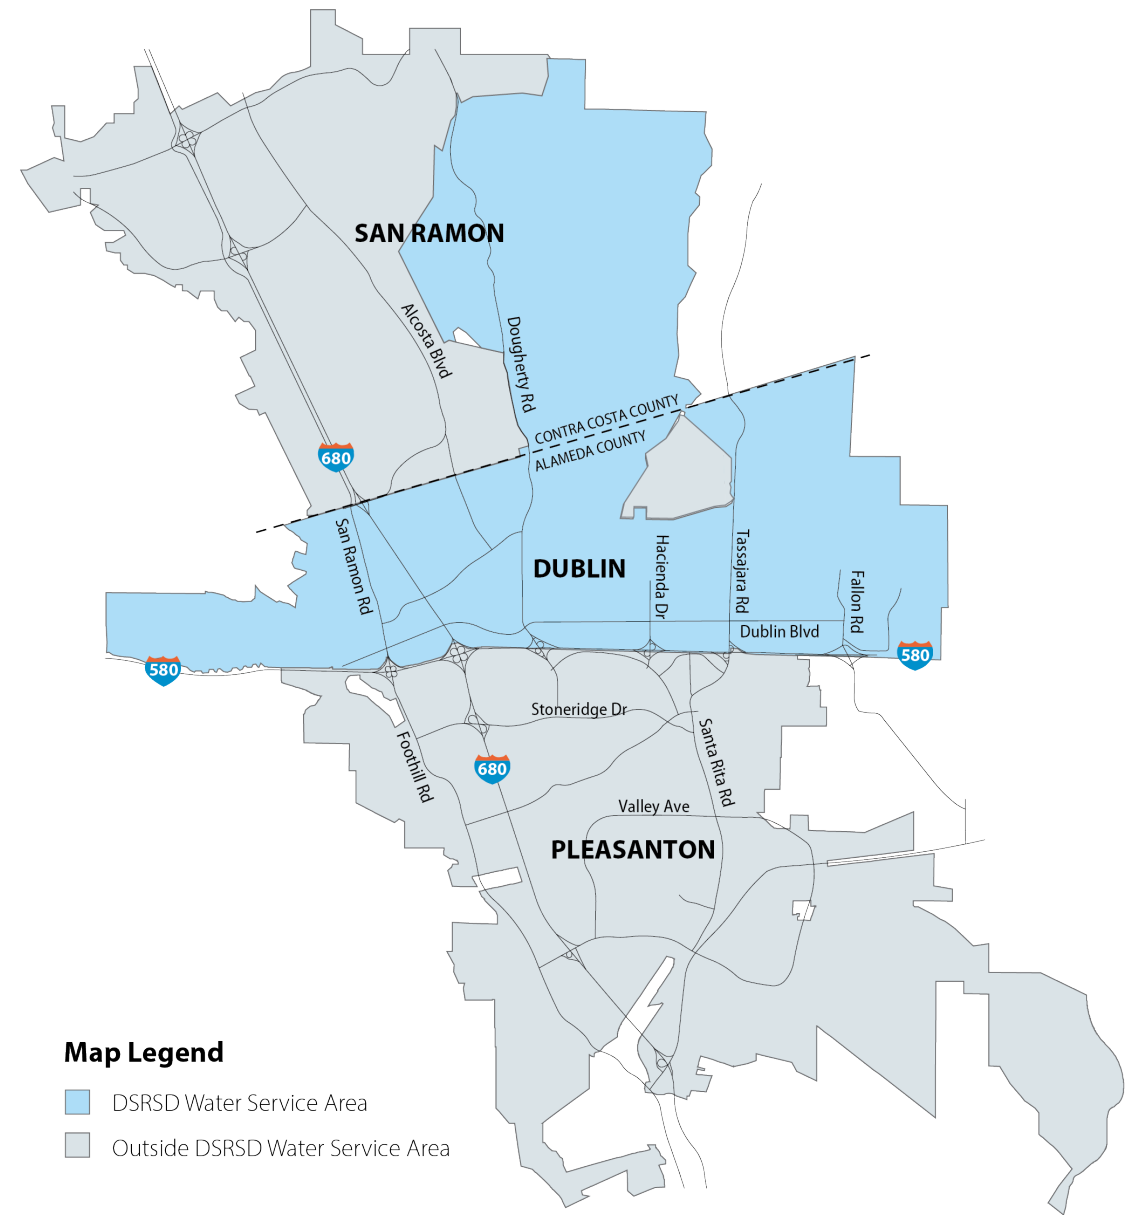 SAN RAMON
Alcosta Blvd
Dougherty Rd
CONTRA COSTA COUNTY
ALAMEDA COUNTY
680
San Ramon Rd
DUBLIN
Hacienda Dr
Tassajara Rd
Fallon Rd
Dublin Blvd
580
580
Stoneridge Dr
Foothill Rd
680
Santa Rita Rd
Valley Ave
PLEASANTON
Map Legend
DSRSD Water Service Area
Outside DSRSD Water Service Area